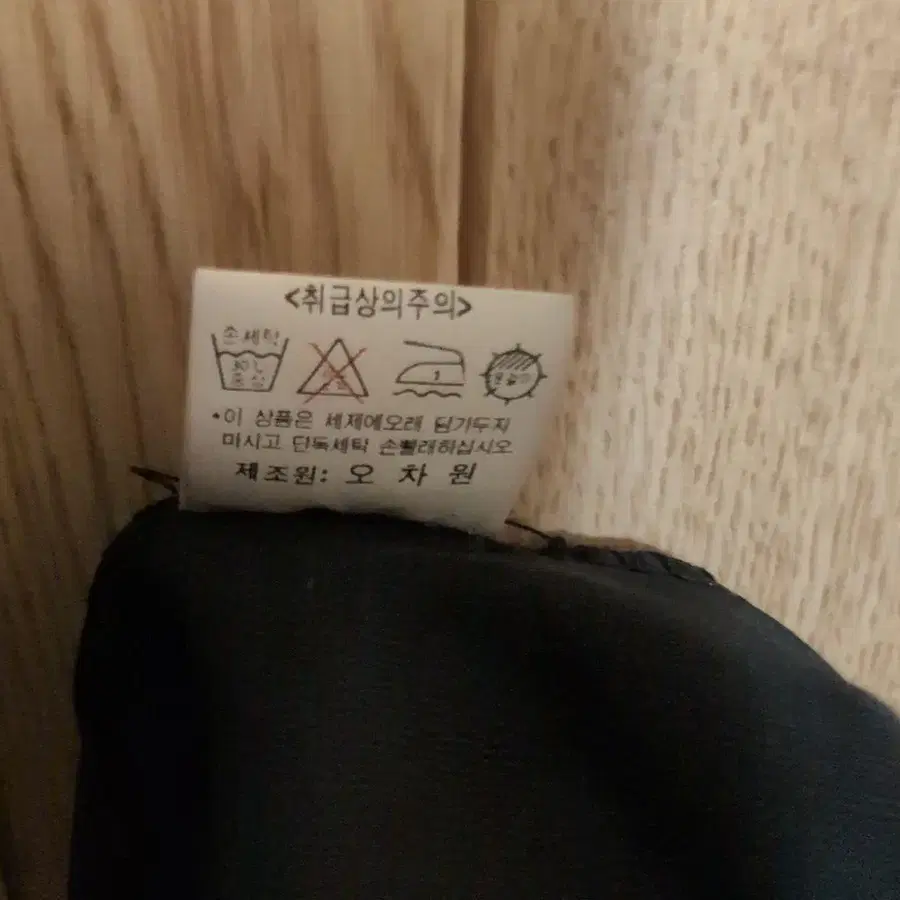 <취급상의주의>
손세탁
30℃
중성
1
•이 상품은 세제에오래 담기두지
마시고 단독세탁 손빨래하십시오
제조원: 오 차 원